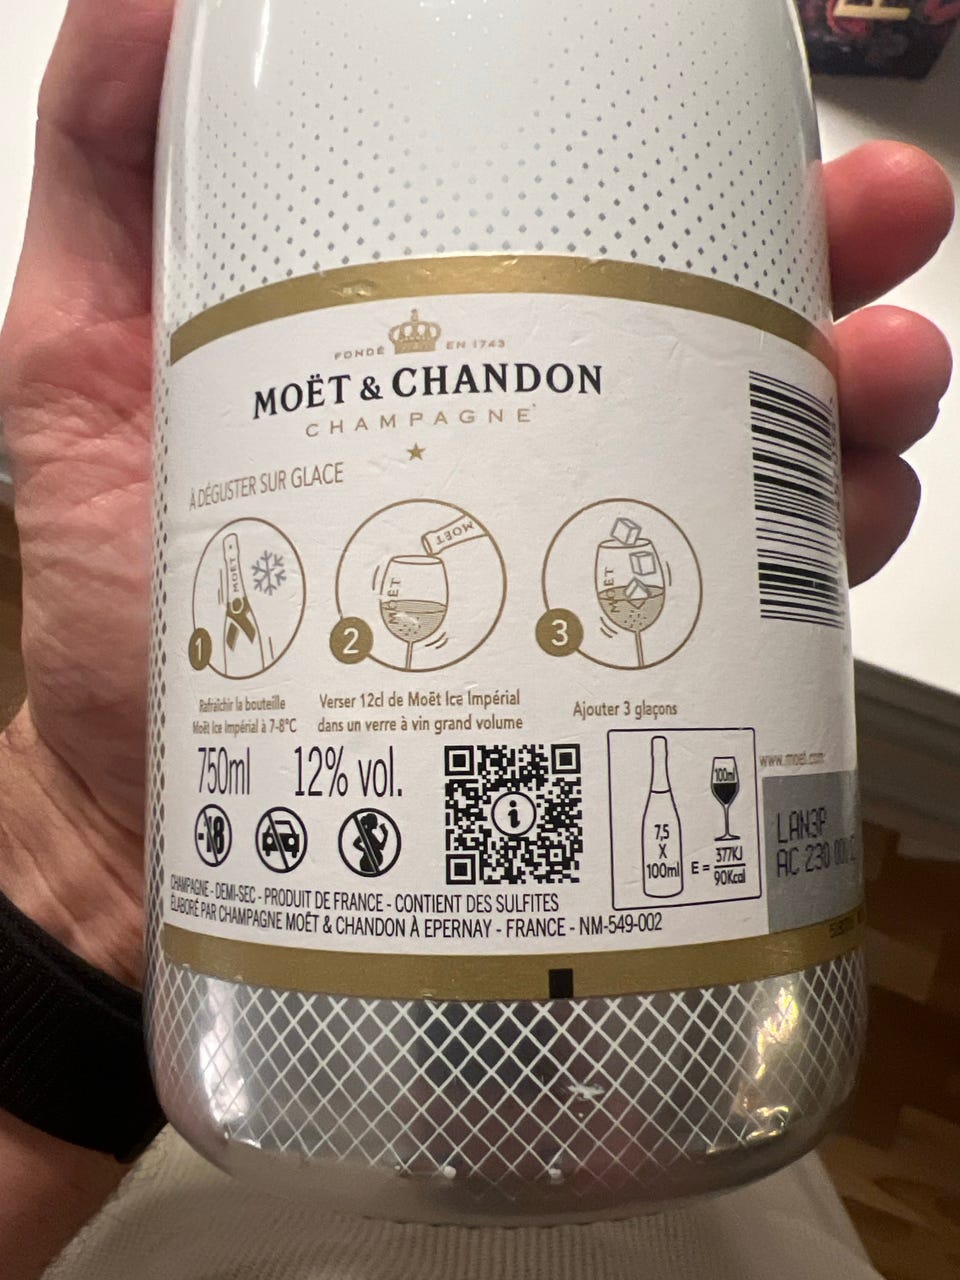 FONDÉ EN 1743
MOËT & CHANDON
CHAMPAGNE
À DÉGUSTER SUR GLACE
MOËT
MOËT
MOËT
MOËT
1
2
3
Rafraîchir la bouteille
Moët Ice Impérial à 7-8°C
Verser 12cl de Moët Ice Impérial
dans un verre à vin grand volume
Ajouter 3 glaçons
750ml 12% vol.
-18
i
7,5
X
100ml
100ml
E = 377KJ
90Kcal
www.moet.com
LAN3P
AC 230
CHAMPAGNE - DEMI-SEC - PRODUIT DE FRANCE - CONTIENT DES SULFITES
ÉLABORÉ PAR CHAMPAGNE MOËT & CHANDON À EPERNAY - FRANCE - NM-549-002